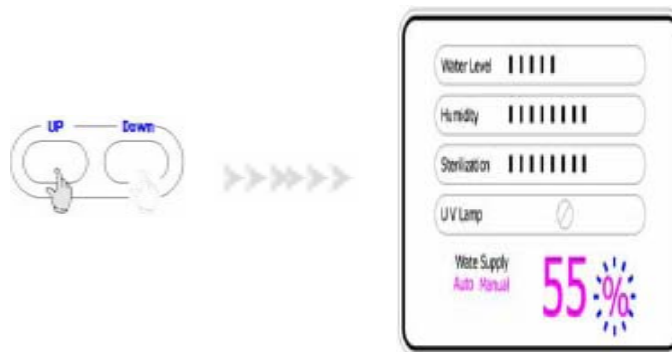 UP Down
Water Level
Humidity
Sterilization
UV Lamp
Wate Supply
Auto Manual
55 %